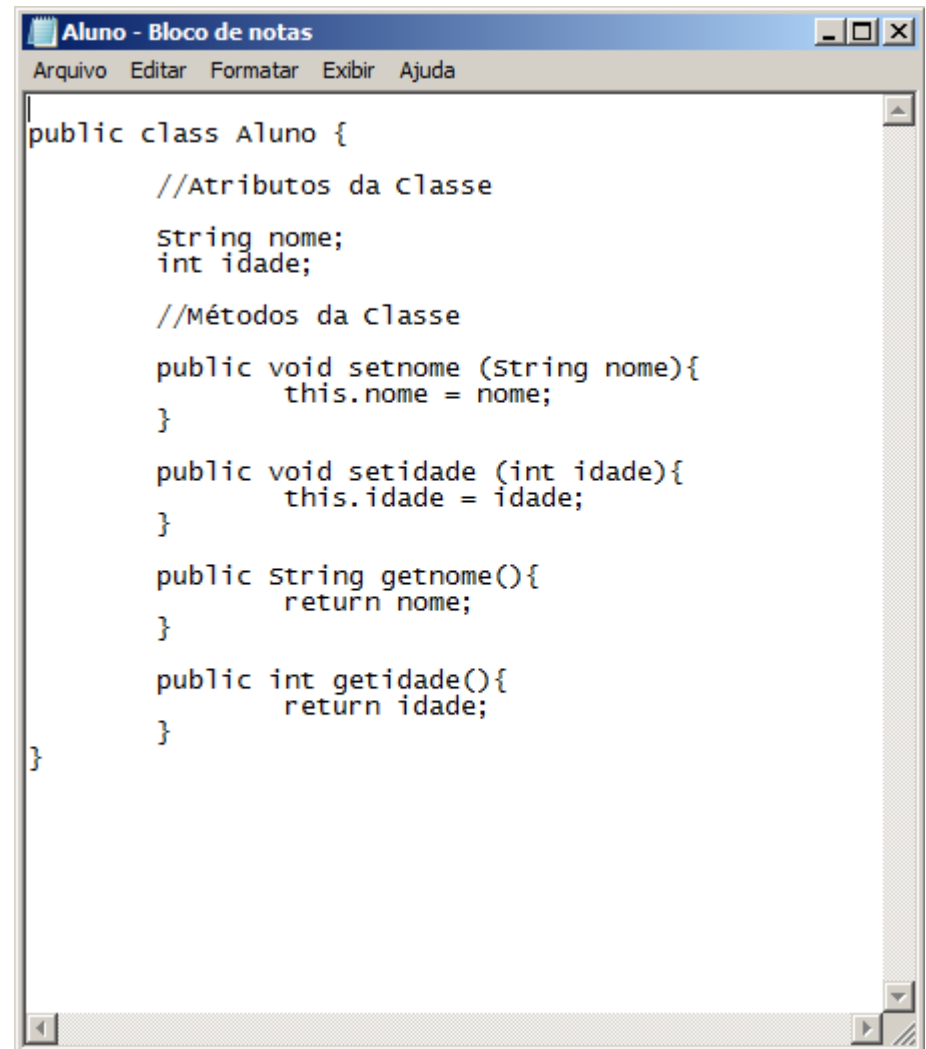 Aluno - Bloco de notas
Arquivo Editar Formatar Exibir Ajuda
public class Aluno {
//Atributos da Classe
String nome;
int idade;
//Métodos da Classe
public void setnome (String nome){
this.nome = nome;
}
public void setidade (int idade){
this.idade = idade;
}
public String getnome(){
return nome;
}
public int getidade(){
return idade;
}
}